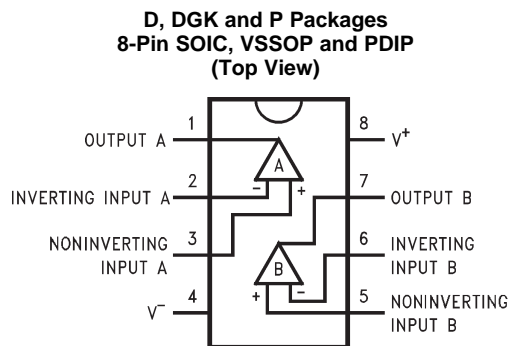 D, DGK and P Packages
8-Pin SOIC, VSSOP and PDIP
(Top View)
1
OUTPUT A
8
V+
A
- +
2
INVERTING INPUT A
7
OUTPUT B
3
NONINVERTING
INPUT A
6
INVERTING
INPUT B
B
+ -
4
V-
5
NONINVERTING
INPUT B